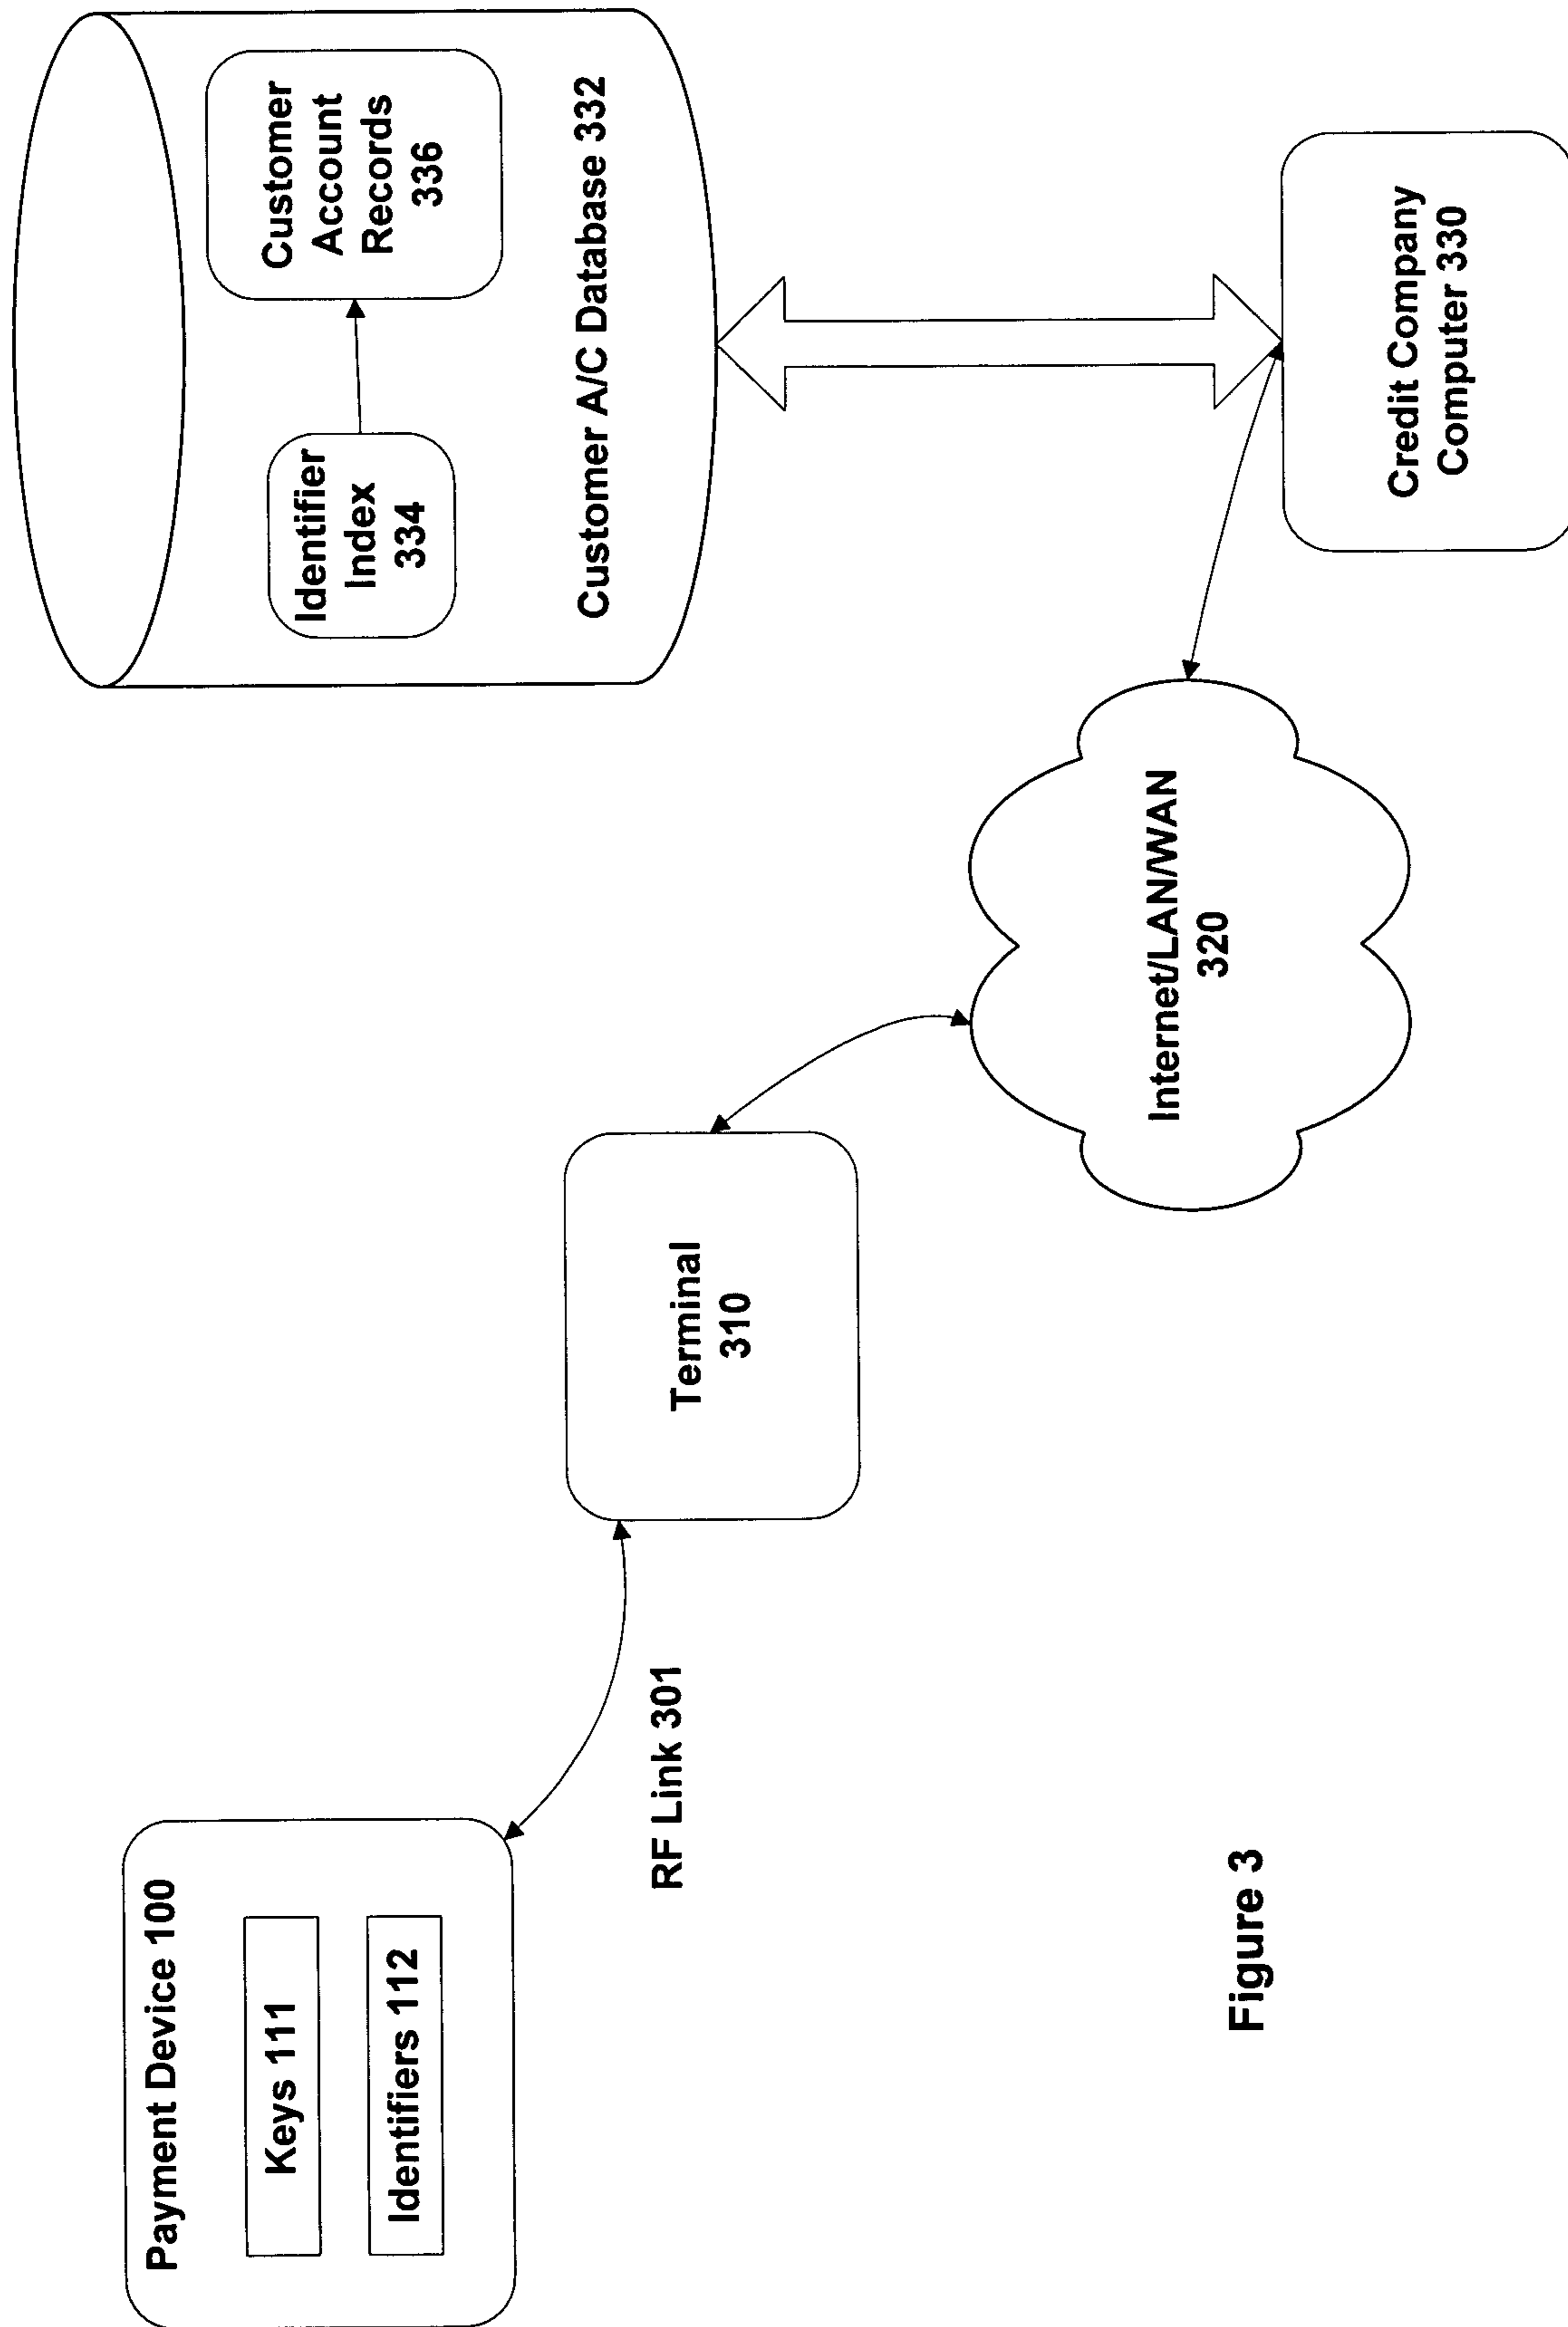 Payment Device 100
Keys 111
Identifiers 112
RF Link 301
Terminal
310
Internet/LAN/WAN
320
Identifier
Index
334
Customer
Account
Records
336
Customer A/C Database 332
Credit Company
Computer 330
Figure 3